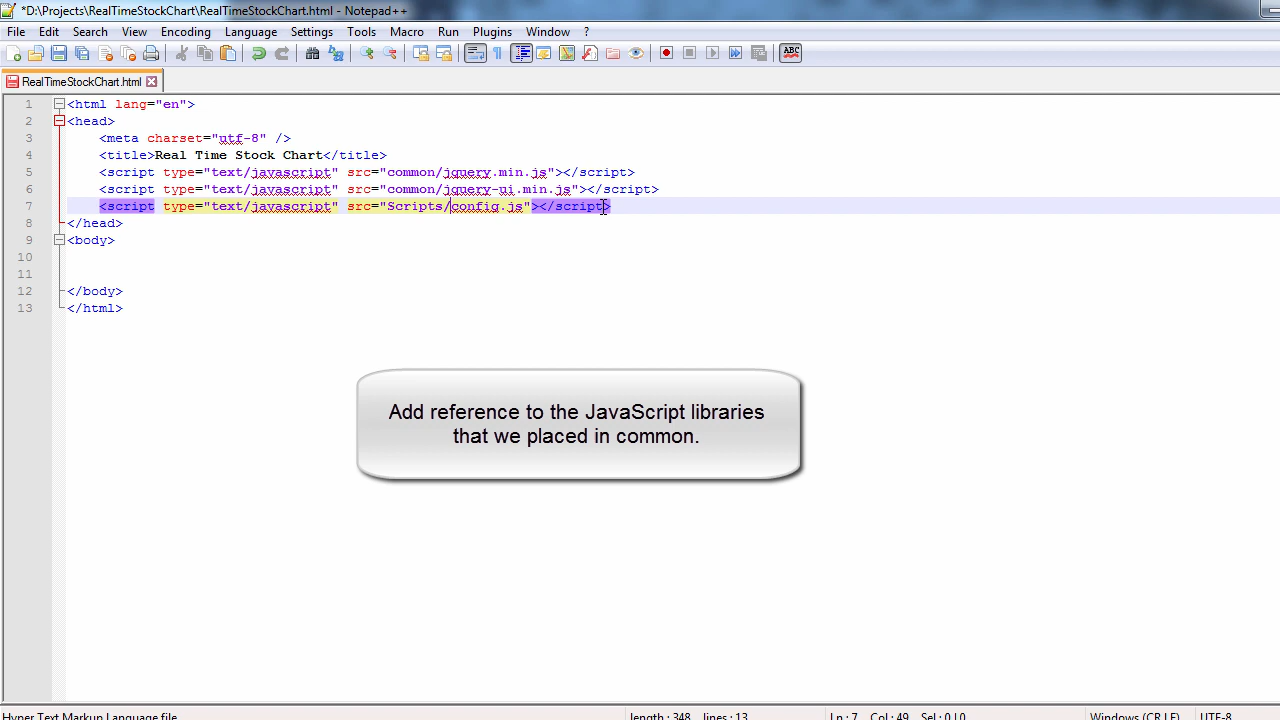 *D:\Projects\RealTimeStockChart\RealTimeStockChart.html - Notepad++
File Edit Search View Encoding Language Settings Tools Macro Run Plugins Window ?
ABC
RealTimeStockChart.html
1 <html lang="en">
2 <head>
3 <meta charset="utf-8" />
4 <title>Real Time Stock Chart</title>
5 <script type="text/javascript" src="common/jquery.min.js"></script>
6 <script type="text/javascript" src="common/jquery-ui.min.js"></script>
7 <script type="text/javascript" src="Scripts/config.js"></script>
8 </head>
9 <body>
10
11
12 </body>
13 </html>
Add reference to the JavaScript libraries
that we placed in common.
Hyper Text Markup Language file length : 348 lines : 13 Ln : 7 Col : 49 Sel : 0 | 0 Windows (CR LF) UTF-8